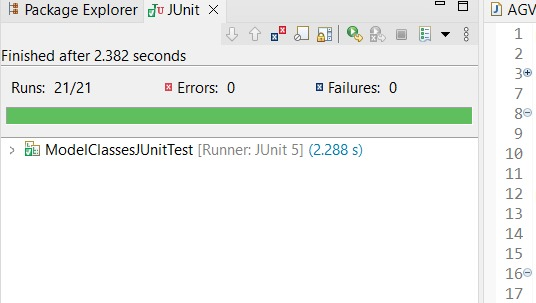 Package Explorer JUnit
Finished after 2.382 seconds
Runs: 21/21 Errors: 0 Failures: 0
ModelClassesJUnitTest [Runner: JUnit 5] (2.288 s)
AGV
1
2
3
7
8
9
10
11
12
13
14
15
16
17